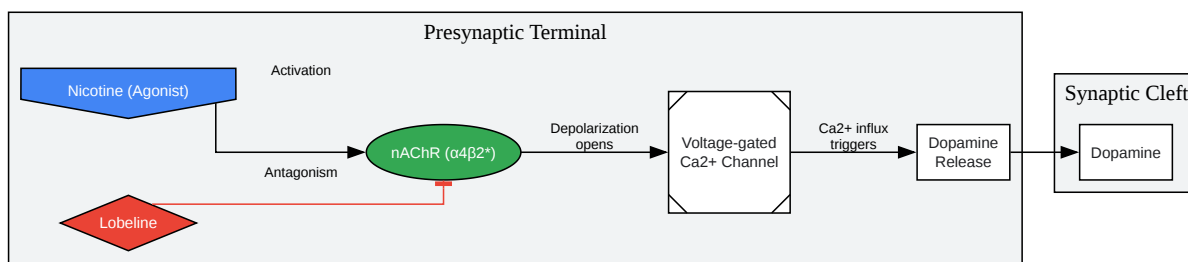 Presynaptic Terminal
Activation
Nicotine (Agonist)
Antagonism
nAChR (α4β2*)
Lobeline
Depolarization
opens
Voltage-gated
Ca2+ Channel
Ca2+ influx
triggers
Dopamine
Release
Synaptic Cleft
Dopamine